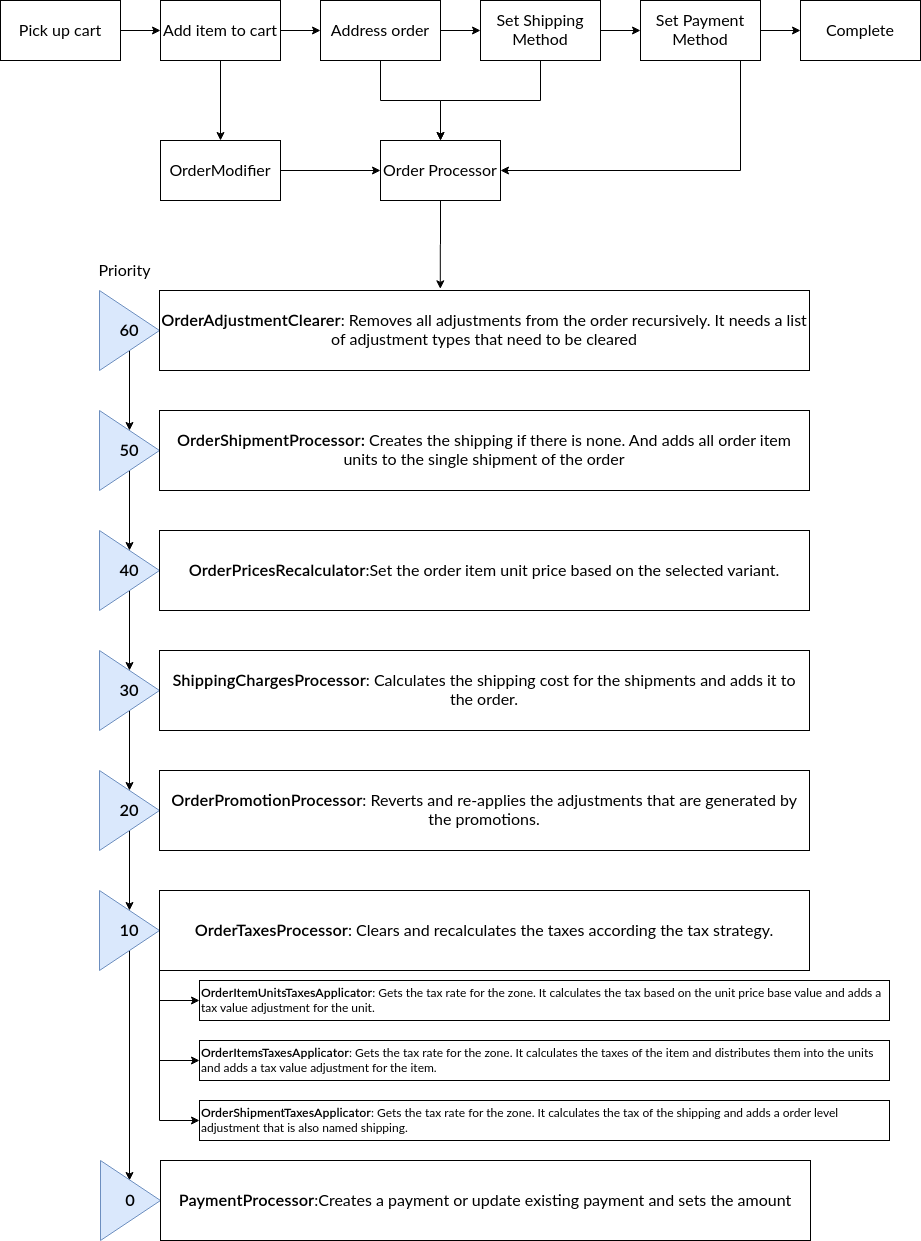 Pick up cart
Add item to cart
Address order
Set Shipping
Method
Set Payment
Method
Complete
OrderModifier
Order Processor
Priority
60
OrderAdjustmentClearer: Removes all adjustments from the order recursively. It needs a list
of adjustment types that need to be cleared
50
OrderShipmentProcessor: Creates the shipping if there is none. And adds all order item
units to the single shipment of the order
40
OrderPricesRecalculator:Set the order item unit price based on the selected variant.
30
ShippingChargesProcessor: Calculates the shipping cost for the shipments and adds it to
the order.
20
OrderPromotionProcessor: Reverts and re-applies the adjustments that are generated by
the promotions.
10
OrderTaxesProcessor: Clears and recalculates the taxes according the tax strategy.
OrderItemUnitsTaxesApplicator: Gets the tax rate for the zone. It calculates the tax based on the unit price base value and adds a
tax value adjustment for the unit.
OrderItemsTaxesApplicator: Gets the tax rate for the zone. It calculates the taxes of the item and distributes them into the units
and adds a tax value adjustment for the item.
OrderShipmentTaxesApplicator: Gets the tax rate for the zone. It calculates the tax of the shipping and adds a order level
adjustment that is also named shipping.
0
PaymentProcessor:Creates a payment or update existing payment and sets the amount